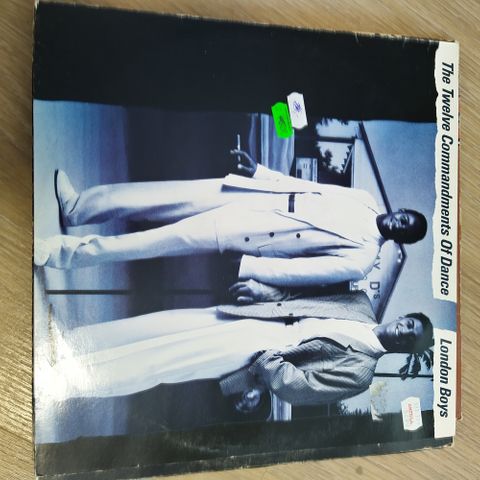 The Twelve Commandments Of Dance London Boys
Y D's